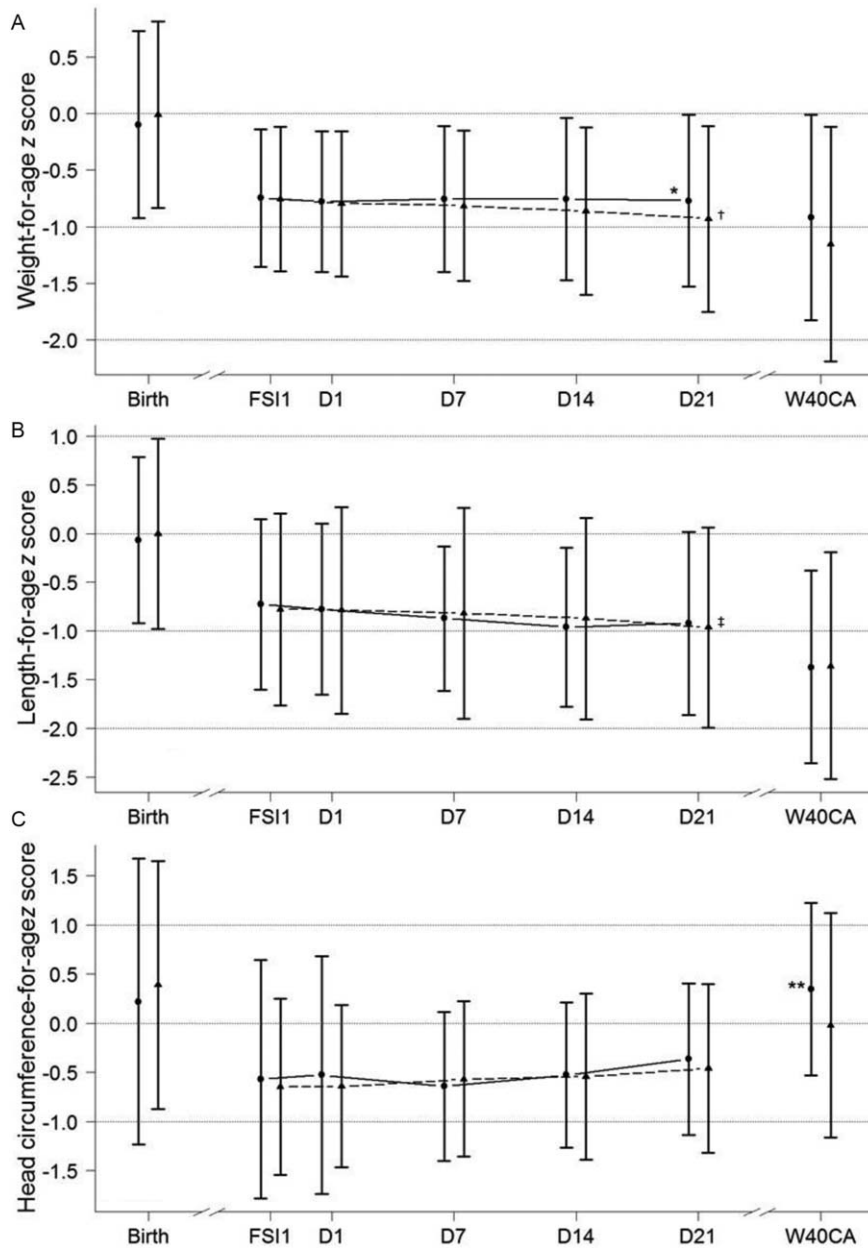 A
Weight-for-age z score
0.5
0.0
-0.5
-1.0
-1.5
-2.0
*
†
Birth FSI1 D1 D7 D14 D21 W40CA
B
Length-for-age z score
1.0
0.5
0.0
-0.5
-1.0
-1.5
-2.0
-2.5
‡
Birth FSI1 D1 D7 D14 D21 W40CA
C
Head circumference-for-agez score
1.5
1.0
0.5
0.0
-0.5
-1.0
-1.5
**
Birth FSI1 D1 D7 D14 D21 W40CA